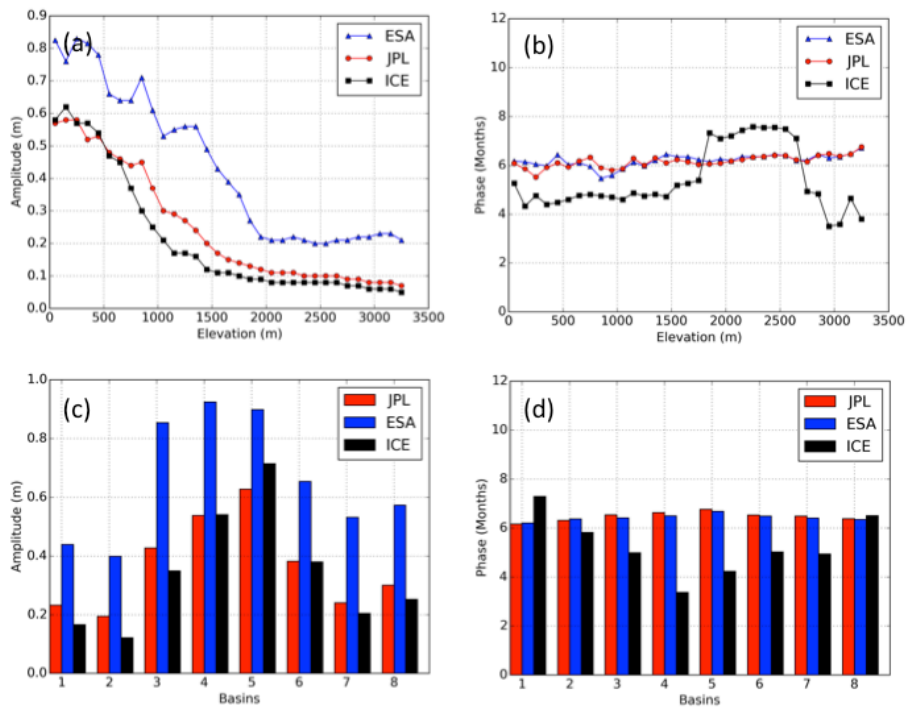 (a)
ESA
JPL
ICE
Amplitude (m)
0.9
0.8
0.7
0.6
0.5
0.4
0.3
0.2
0.1
0.0
0 500 1000 1500 2000 2500 3000 3500
Elevation (m)
(b)
ESA
JPL
ICE
Phase (Months)
12
10
8
6
4
2
0
0 500 1000 1500 2000 2500 3000 3500
Elevation (m)
(c)
JPL
ESA
ICE
Amplitude (m)
1.0
0.8
0.6
0.4
0.2
0.0
1 2 3 4 5 6 7 8
Basins
(d)
JPL
ESA
ICE
Phase (Months)
12
10
8
6
4
2
0
1 2 3 4 5 6 7 8
Basins